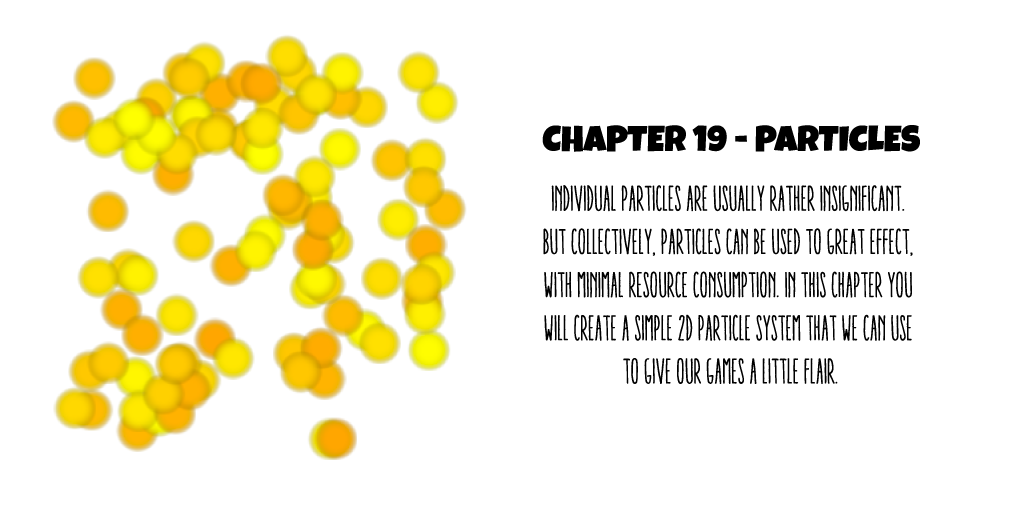 CHAPTER 19 - PARTICLES
INDIVIDUAL PARTICLES ARE USUALLY RATHER INSIGNIFICANT.
BUT COLLECTIVELY, PARTICLES CAN BE USED TO GREAT EFFECT,
WITH MINIMAL RESOURCE CONSUMPTION. IN THIS CHAPTER YOU
WILL CREATE A SIMPLE 2D PARTICLE SYSTEM THAT WE CAN USE
TO GIVE OUR GAMES A LITTLE FLAIR.